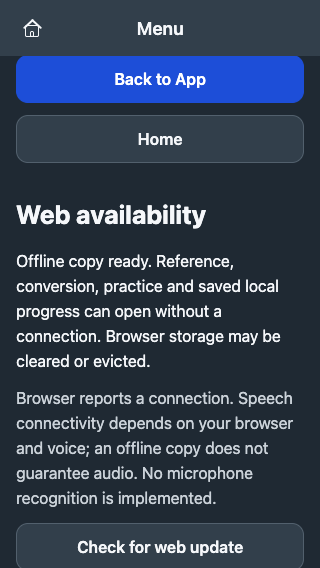 Menu
Back to App
Home
Web availability
Offline copy ready. Reference,
conversion, practice and saved local
progress can open without a
connection. Browser storage may be
cleared or evicted.
Browser reports a connection. Speech
connectivity depends on your browser
and voice; an offline copy does not
guarantee audio. No microphone
recognition is implemented.
Check for web update